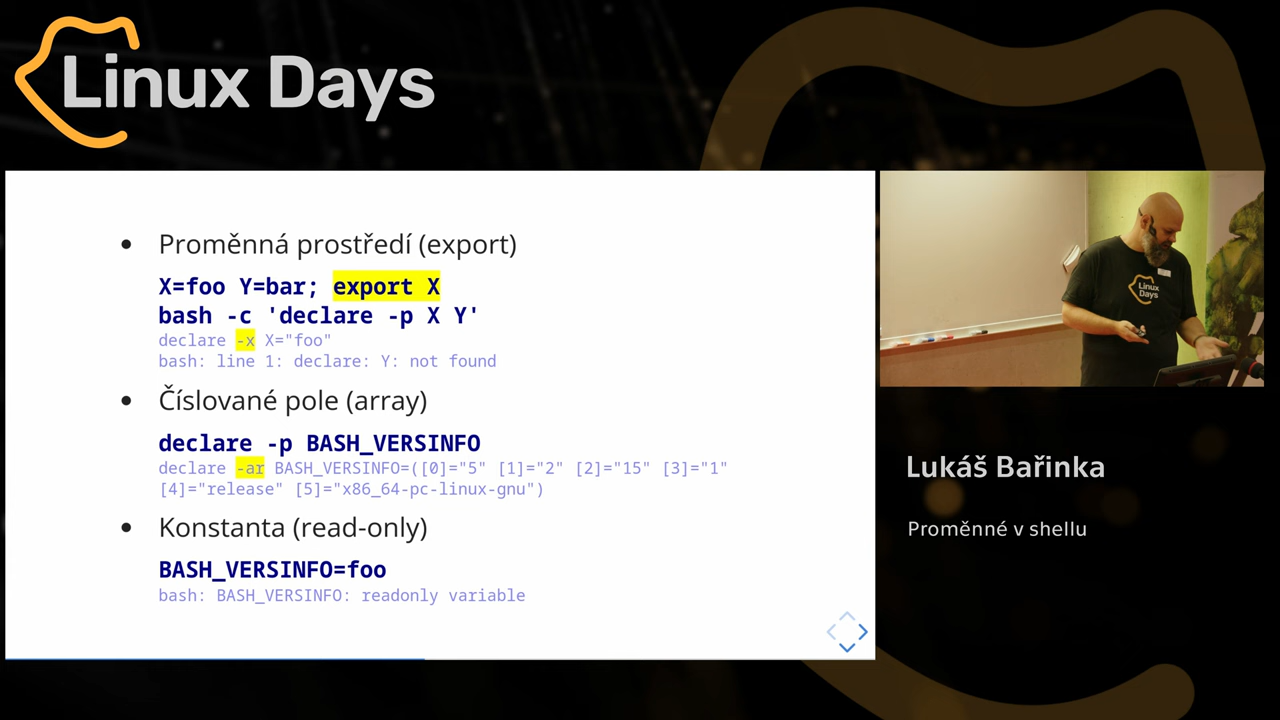 Linux Days
• Proměnná prostředí (export)
X=foo Y=bar; export X
bash -c 'declare -p X Y'
declare -x X="foo"
bash: line 1: declare: Y: not found
• Číslované pole (array)
declare -p BASH_VERSINFO
declare -ar BASH_VERSINFO=([0]="5" [1]="2" [2]="15" [3]="1"
[4]="release" [5]="x86_64-pc-linux-gnu")
• Konstanta (read-only)
BASH_VERSINFO=foo
bash: BASH_VERSINFO: readonly variable
Linux
Days
Lukáš Bařinka
Proměnné v shellu